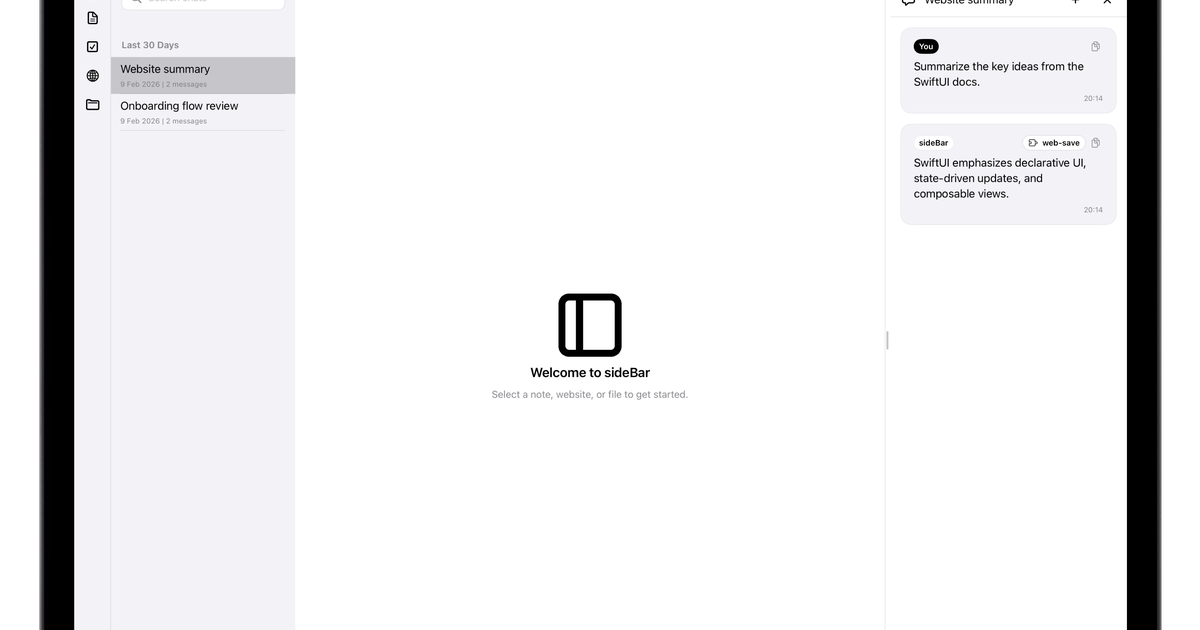 Last 30 Days
Website summary
9 Feb 2026 | 2 messages
Onboarding flow review
9 Feb 2026 | 2 messages
Welcome to sideBar
Select a note, website, or file to get started.
Website summary
You
Summarize the key ideas from the
SwiftUI docs.
20:14
sideBar
web-save
SwiftUI emphasizes declarative UI,
state-driven updates, and
composable views.
20:14